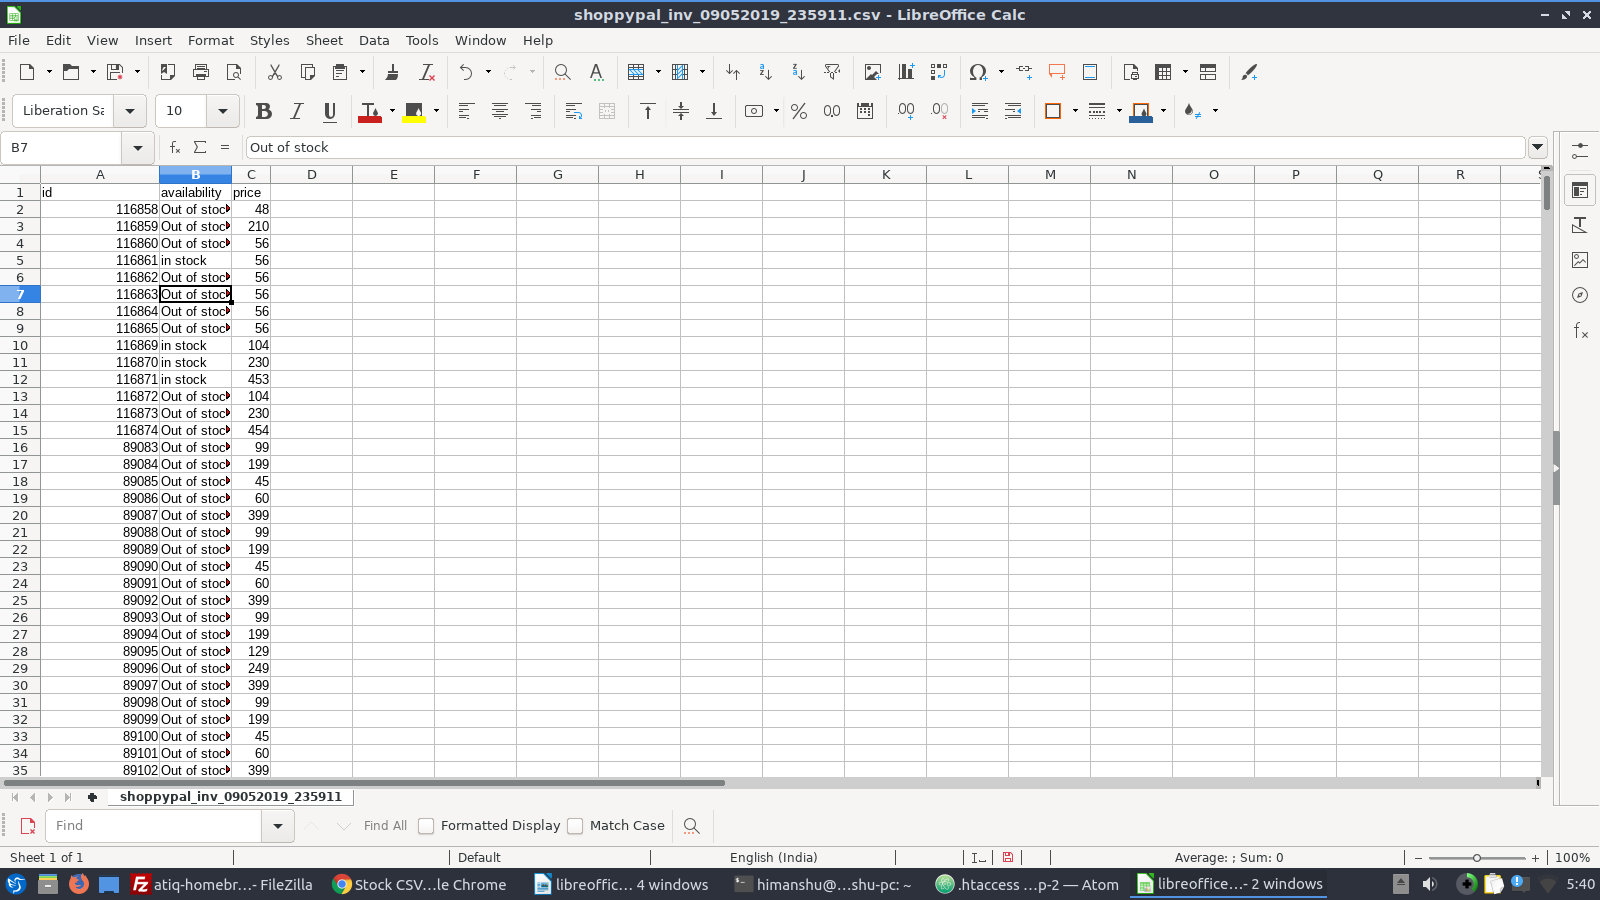 shoppypal_inv_09052019_235911.csv - LibreOffice Calc
File Edit View Insert Format Styles Sheet Data Tools Window Help
Liberation Sa 10
B7 Out of stock
A B C D E F G H I J K L M N O P Q R
1 id availability price
2 116858 Out of stoc 48
3 116859 Out of stoc 210
4 116860 Out of stoc 56
5 116861 in stock 56
6 116862 Out of stoc 56
7 116863 Out of stoc 56
8 116864 Out of stoc 56
9 116865 Out of stoc 56
10 116869 in stock 104
11 116870 in stock 230
12 116871 in stock 453
13 116872 Out of stoc 104
14 116873 Out of stoc 230
15 116874 Out of stoc 454
16 89083 Out of stoc 99
17 89084 Out of stoc 199
18 89085 Out of stoc 45
19 89086 Out of stoc 60
20 89087 Out of stoc 399
21 89088 Out of stoc 99
22 89089 Out of stoc 199
23 89090 Out of stoc 45
24 89091 Out of stoc 60
25 89092 Out of stoc 399
26 89093 Out of stoc 99
27 89094 Out of stoc 199
28 89095 Out of stoc 129
29 89096 Out of stoc 249
30 89097 Out of stoc 399
31 89098 Out of stoc 99
32 89099 Out of stoc 199
33 89100 Out of stoc 45
34 89101 Out of stoc 60
35 89102 Out of stoc 399
shoppypal_inv_09052019_235911
Find Find All Formatted Display Match Case
Sheet 1 of 1 Default English (India) Average: ; Sum: 0 100%
atiq-homebr...- FileZilla Stock CSV...le Chrome libreoffic... 4 windows himanshu@...shu-pc: ~ .htaccess ...p-2 — Atom libreoffice...- 2 windows 5:40